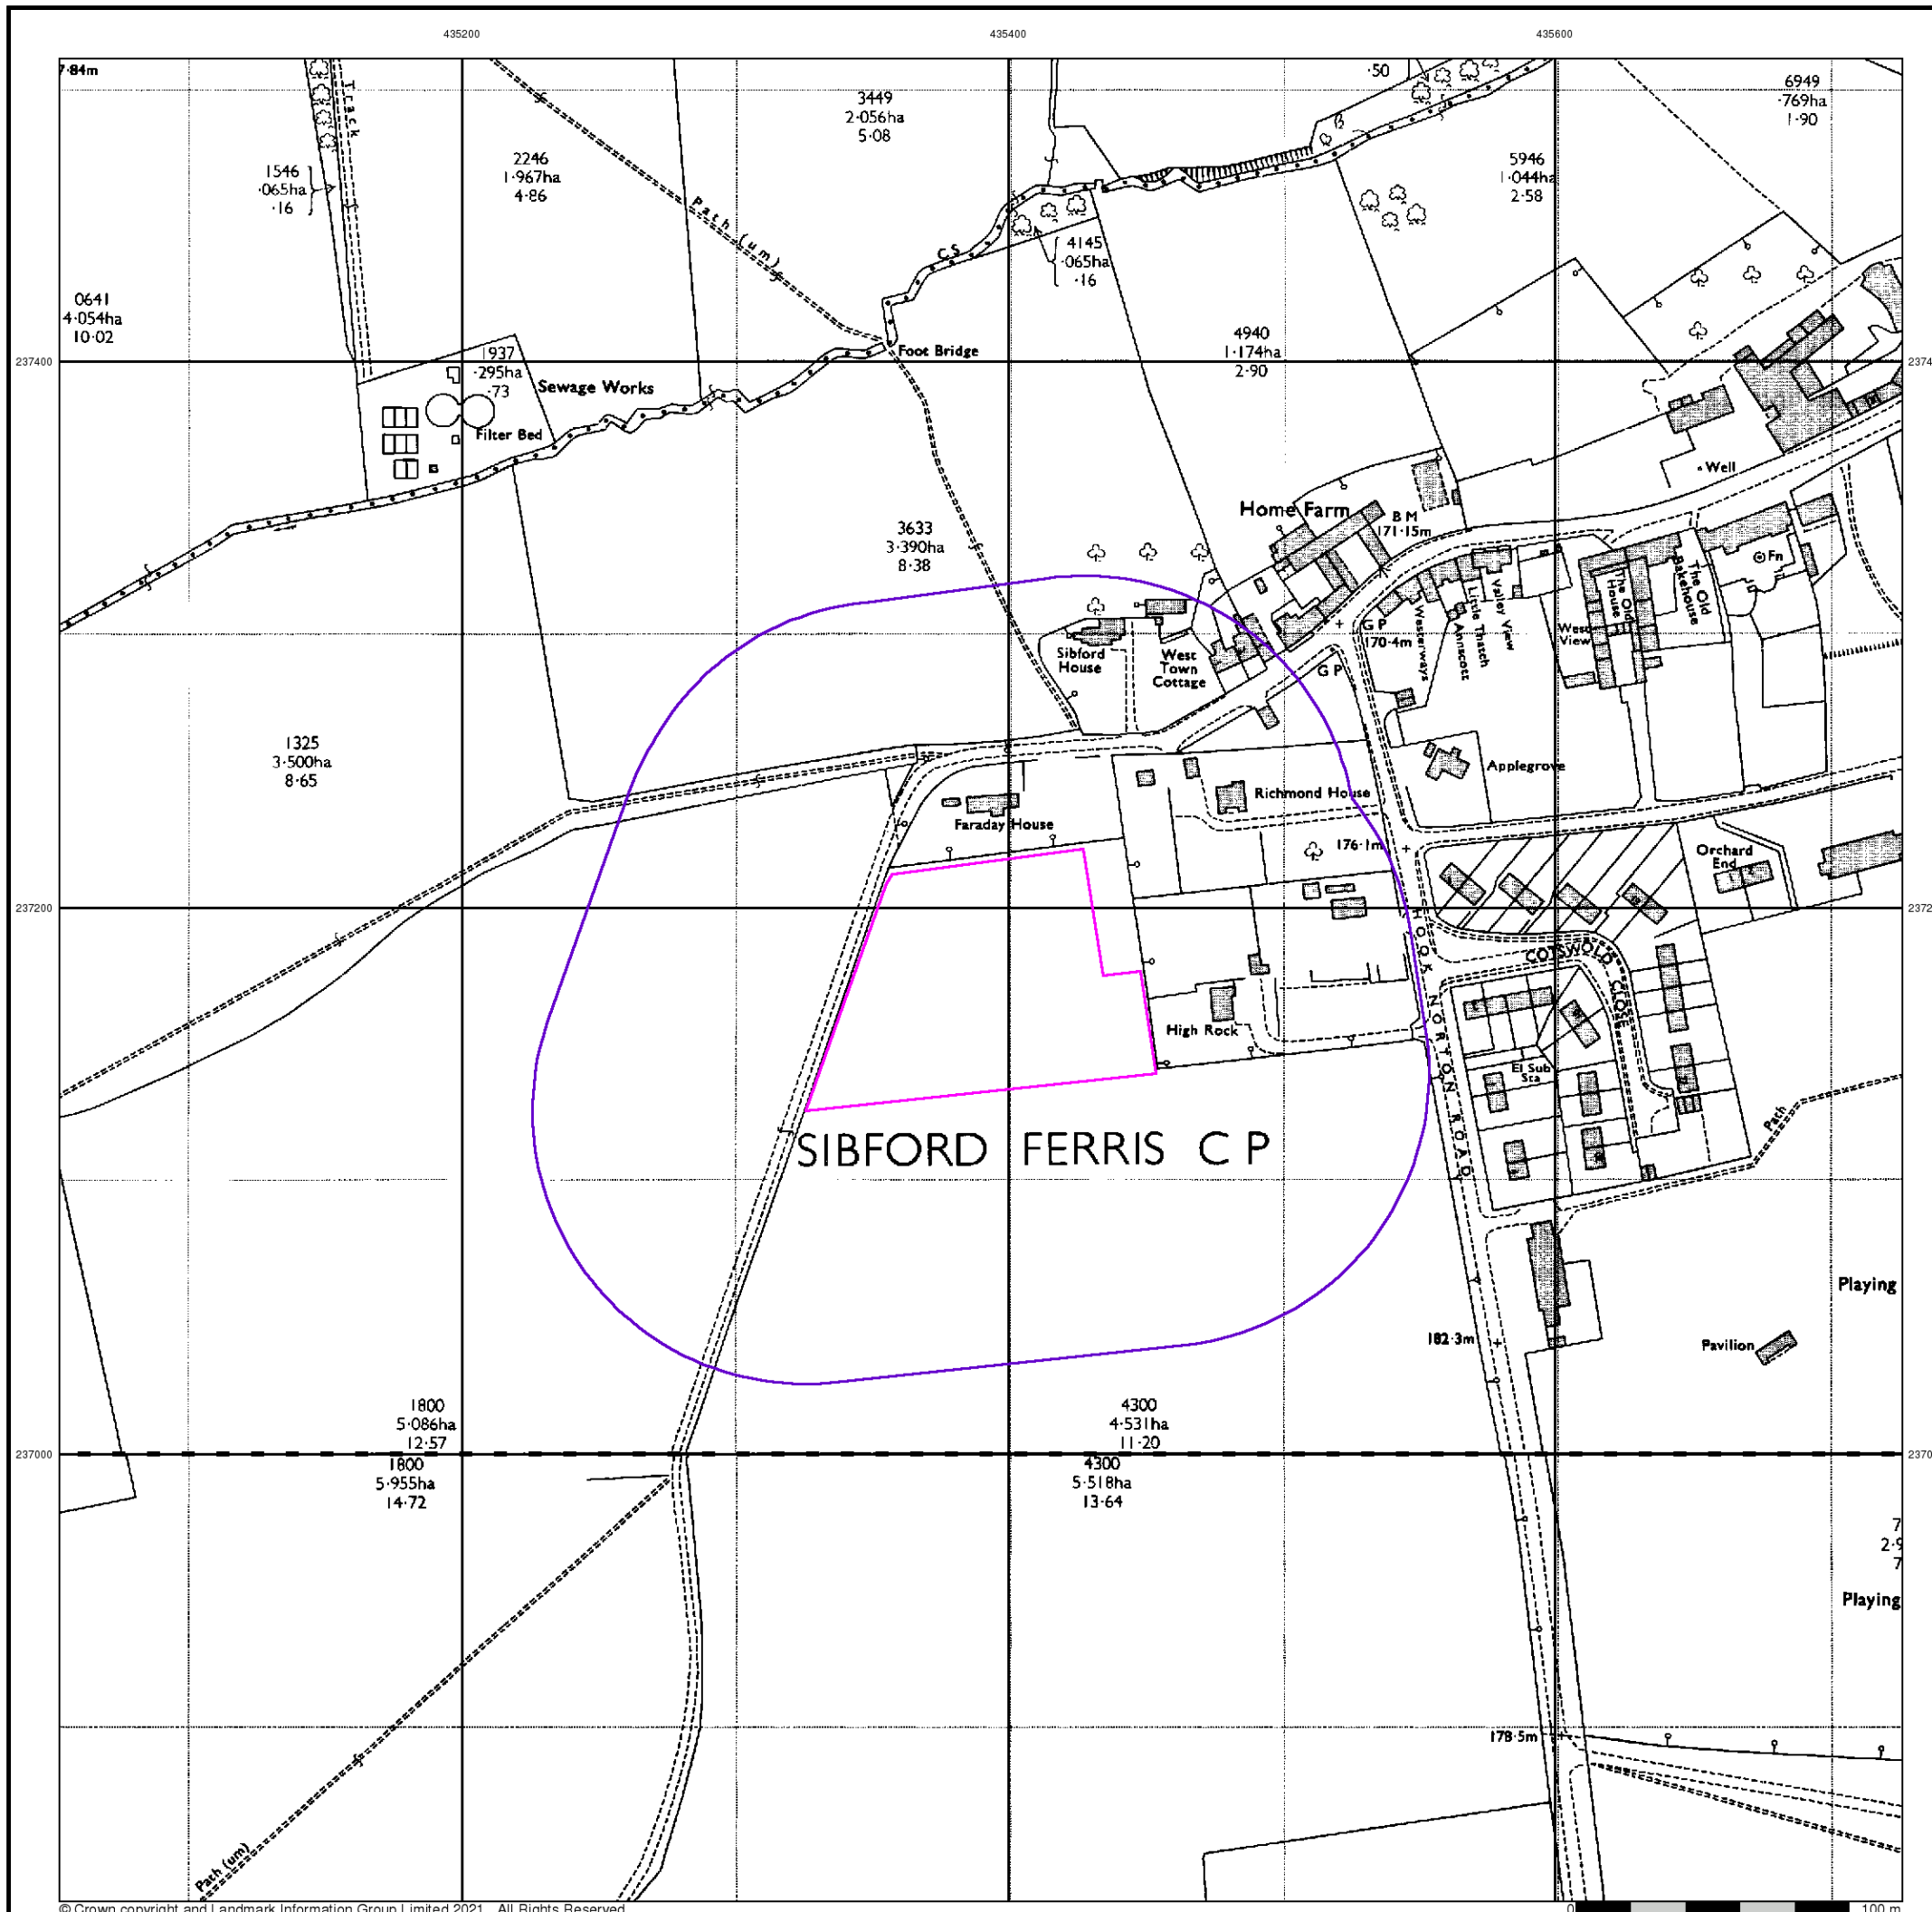 435200
435400
435600
7·84m
Track
3449
2·056ha
5·08
·50
6949
·769ha
1·90
1546
·065ha
·16
2246
1·967ha
4·86
5946
1·044ha
2·58
Path (um)
CS
4145
·065ha
·16
0641
4·054ha
10·02
4940
1·174ha
2·90
237400
1937
·295ha
·73
Foot Bridge
2374
Sewage Works
Filter Bed
Well
Home Farm
BM
171·15m
3633
3·390ha
8·38
Fn
The Old
Bakehouse
The Old
House
Valley View
Little Thatch
Annscott
Westerways
West
View
GP
170·4m
GP
Sibford
House
West
Town
Cottage
1325
3·500ha
8·65
Applegrove
Richmond House
Faraday House
176·1m
Orchard
End
237200
2372
HOOK NORTON ROAD
COTSWOLD CLOSE
High Rock
El Sub
Sta
Path
SIBFORD FERRIS C P
Playing
182·3m
Pavilion
1800
5·086ha
12·57
4300
4·531ha
11·20
237000
2370
1800
5·955ha
14·72
4300
5·518ha
13·64
7
2·9
7
Playing
178·5m
Path (um)
© Crown copyright and Landmark Information Group Limited 2021. All Rights Reserved.
0
100 m